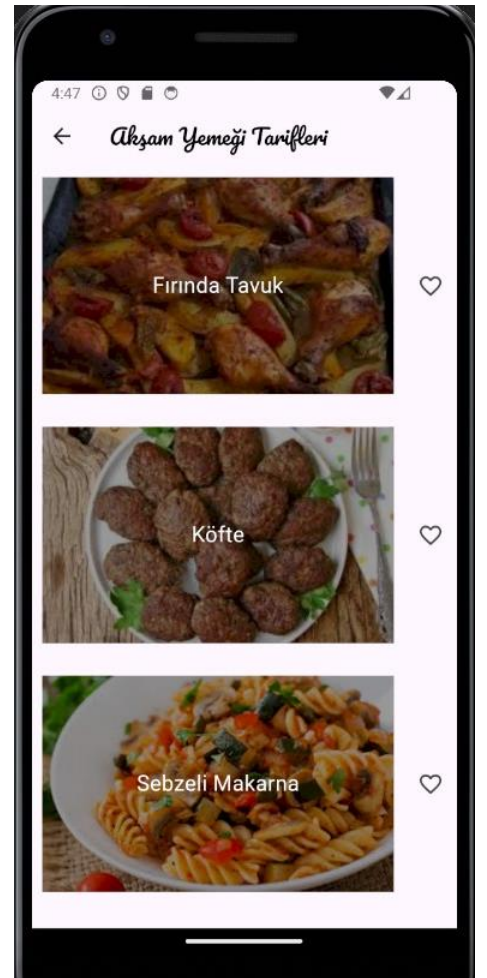 4:47
Akşam Yemeği Tarifleri
Fırında Tavuk
Köfte
Sebzeli Makarna